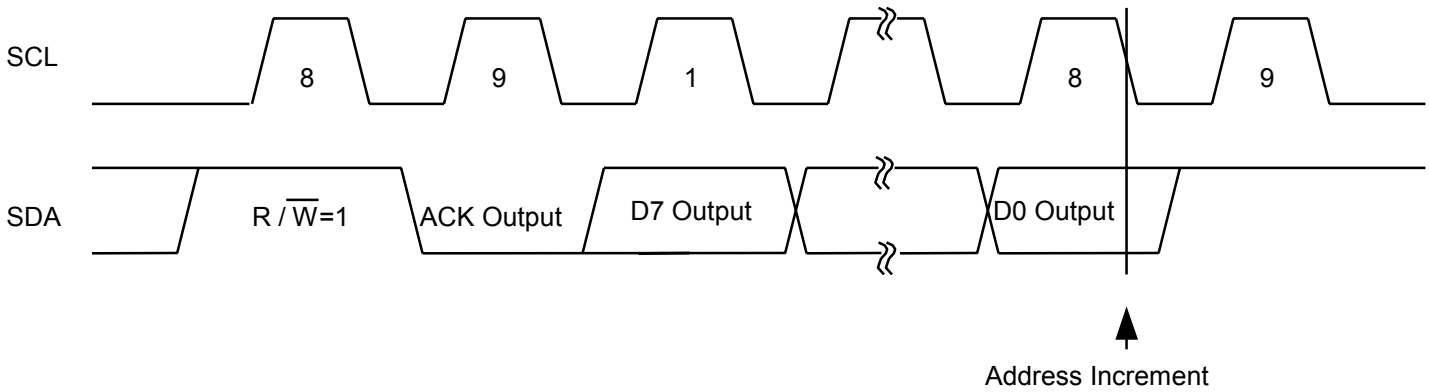 SCL
8
9
1
8
9
SDA
R / W̅=1
ACK Output
D7 Output
D0 Output
Address Increment